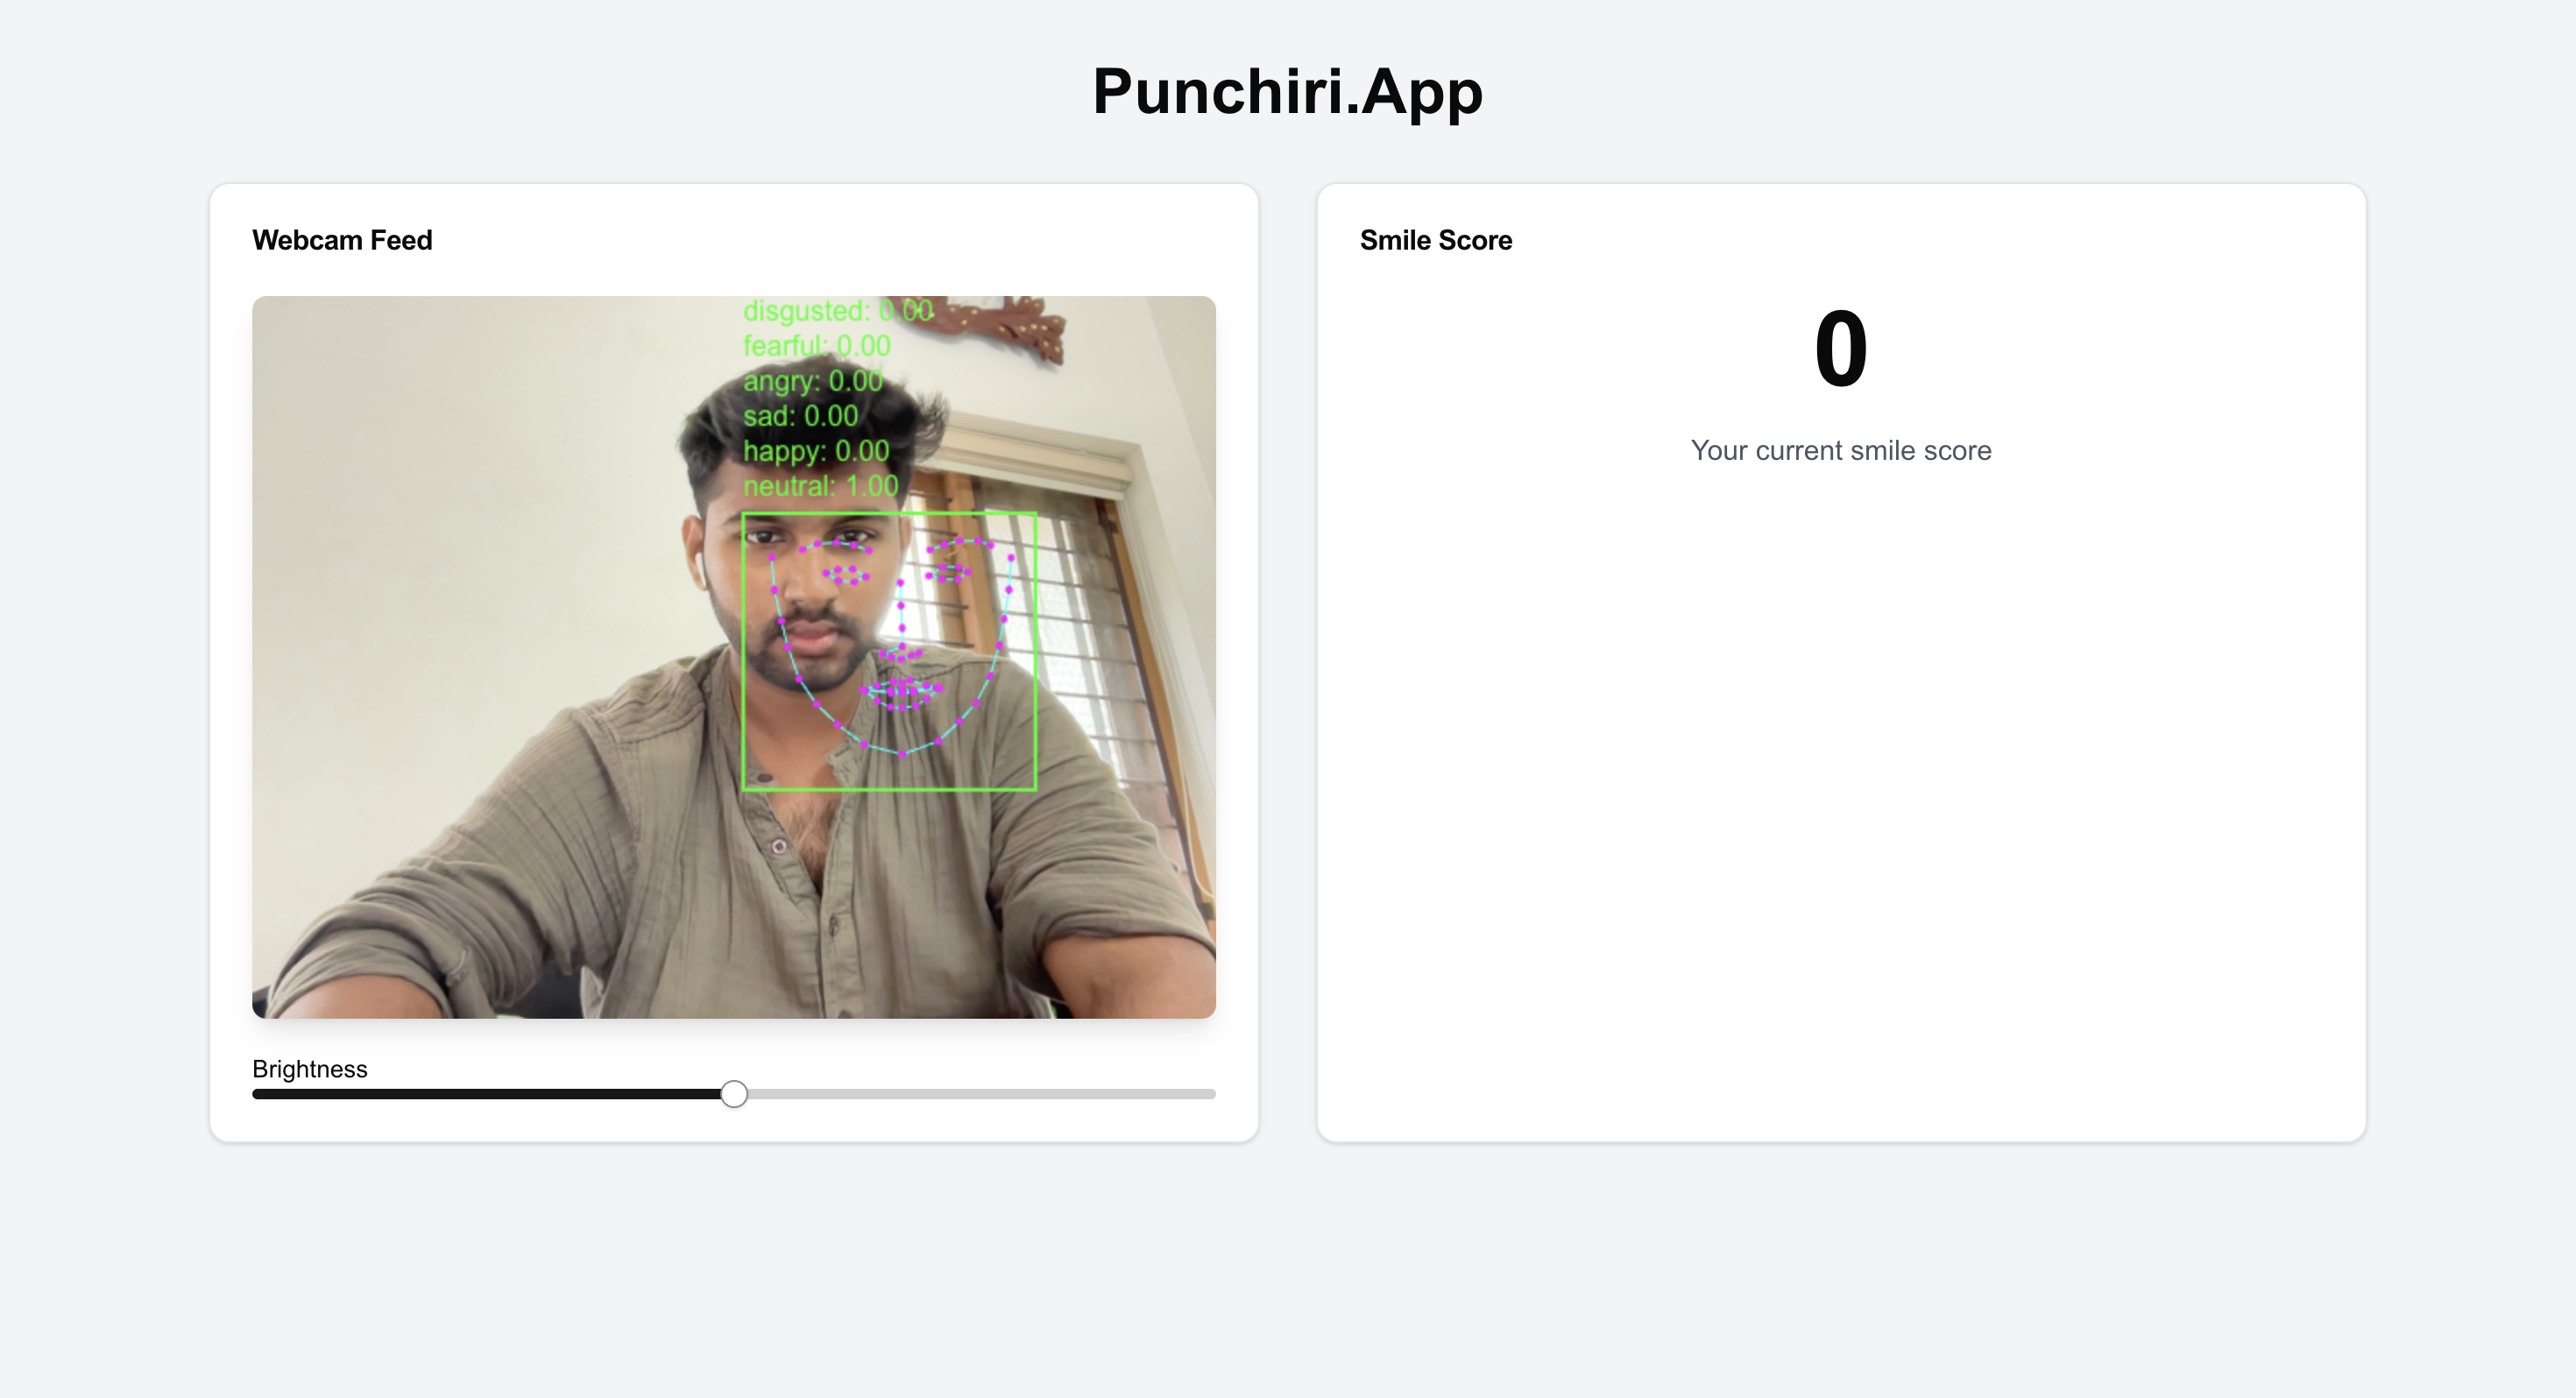 Punchiri.App
Webcam Feed
disgusted: 0.00
fearful: 0.00
angry: 0.00
sad: 0.00
happy: 0.00
neutral: 1.00
Brightness
Smile Score
0
Your current smile score